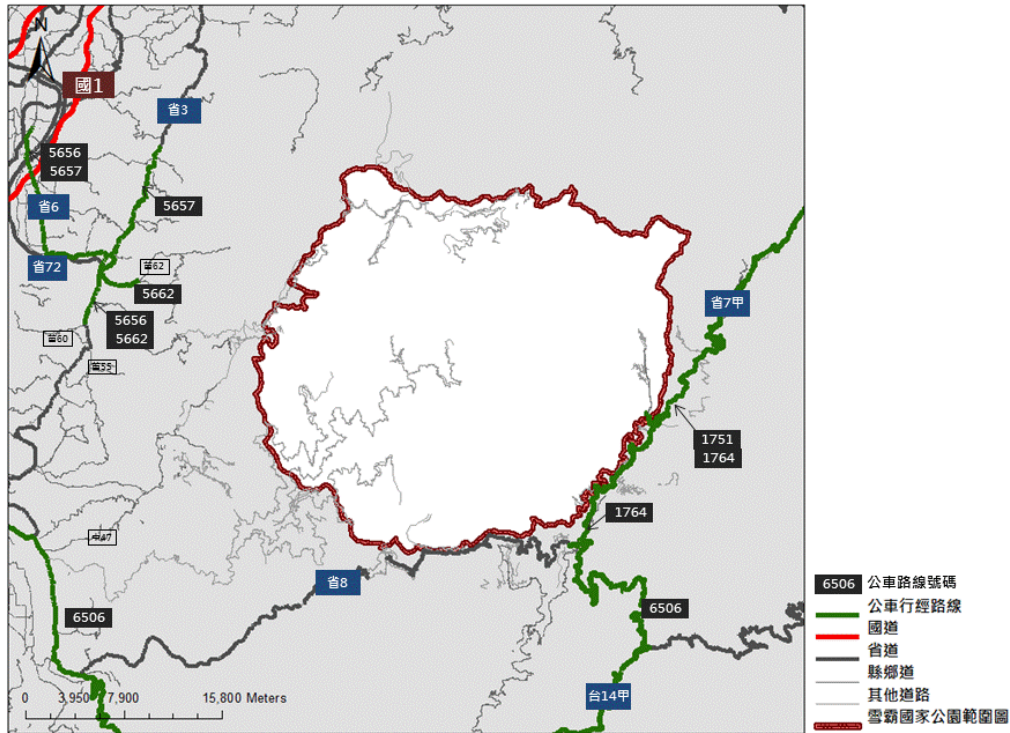 N
國1
省3
5656
5657
5657
省6
省72
苗62
5662
5656
5662
苗60
苗55
省7甲
1751
1764
1764
中47
省8
6506
6506
台14甲
0 3,950 7,900 15,800 Meters
6506 公車路線號碼
公車行經路線
國道
省道
縣鄉道
其他道路
雪霸國家公園範圍圖